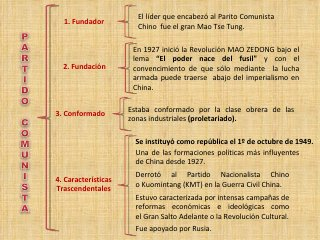 PARTIDO COMUNISTA
1. Fundador
El líder que encabezó al Parito Comunista
Chino fue el gran Mao Tse Tung.
2. Fundación
En 1927 inició la Revolución MAO ZEDONG bajo el
lema “El poder nace del fusil” y con el
convencimiento de que sólo mediante la lucha
armada puede traerse abajo del imperialismo en
China.
3. Conformado
Estaba conformado por la clase obrera de las
zonas industriales (proletariado).
4. Características
Trascendentales
Se instituyó como república el 1º de octubre de 1949.
Una de las formaciones políticas más influyentes
de China desde 1927.
Derrotó al Partido Nacionalista Chino
o Kuomintang (KMT) en la Guerra Civil China.
Estuvo caracterizada por intensas campañas de
reformas económicas e ideológicas como
el Gran Salto Adelante o la Revolución Cultural.
Fue apoyado por Rusia.